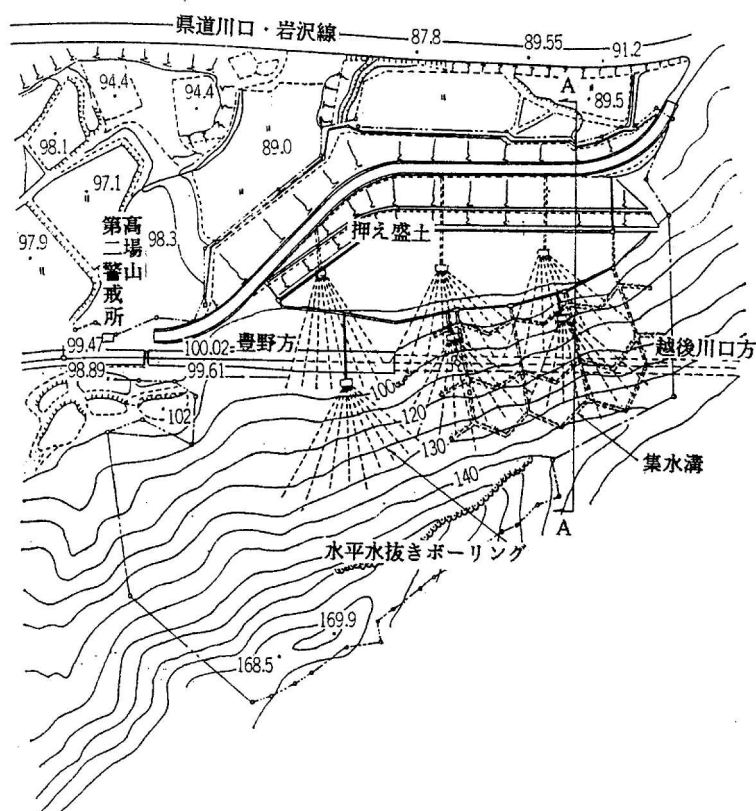 県道川口・岩沢線
87.8
89.55
91.2
A
94.4
94.4
89.5
98.1
89.0
97.1
高場山
第二警戒所
97.9
98.3
押え盛土
99.47
100.02
豊野方
越後川口方
98.89
99.61
100
102
120
130
140
集水溝
A
水平水抜きボーリング
169.9
168.5